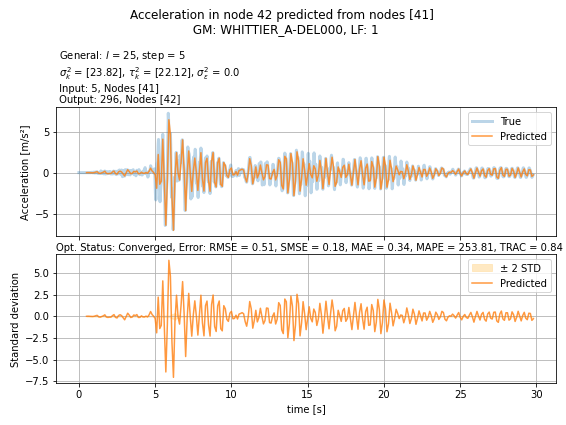 Acceleration in node 42 predicted from nodes [41]
GM: WHITTIER_A-DEL000, LF: 1
General: l = 25, step = 5
σ²ₖ = [23.82], τ²ₖ = [22.12], σ²ε = 0.0
Input: 5, Nodes [41]
Output: 296, Nodes [42]
Acceleration [m/s²]
5
0
−5
True
Predicted
Opt. Status: Converged, Error: RMSE = 0.51, SMSE = 0.18, MAE = 0.34, MAPE = 253.81, TRAC = 0.84
Standard deviation
5.0
2.5
0.0
−2.5
−5.0
−7.5
± 2 STD
Predicted
0 5 10 15 20 25 30
time [s]